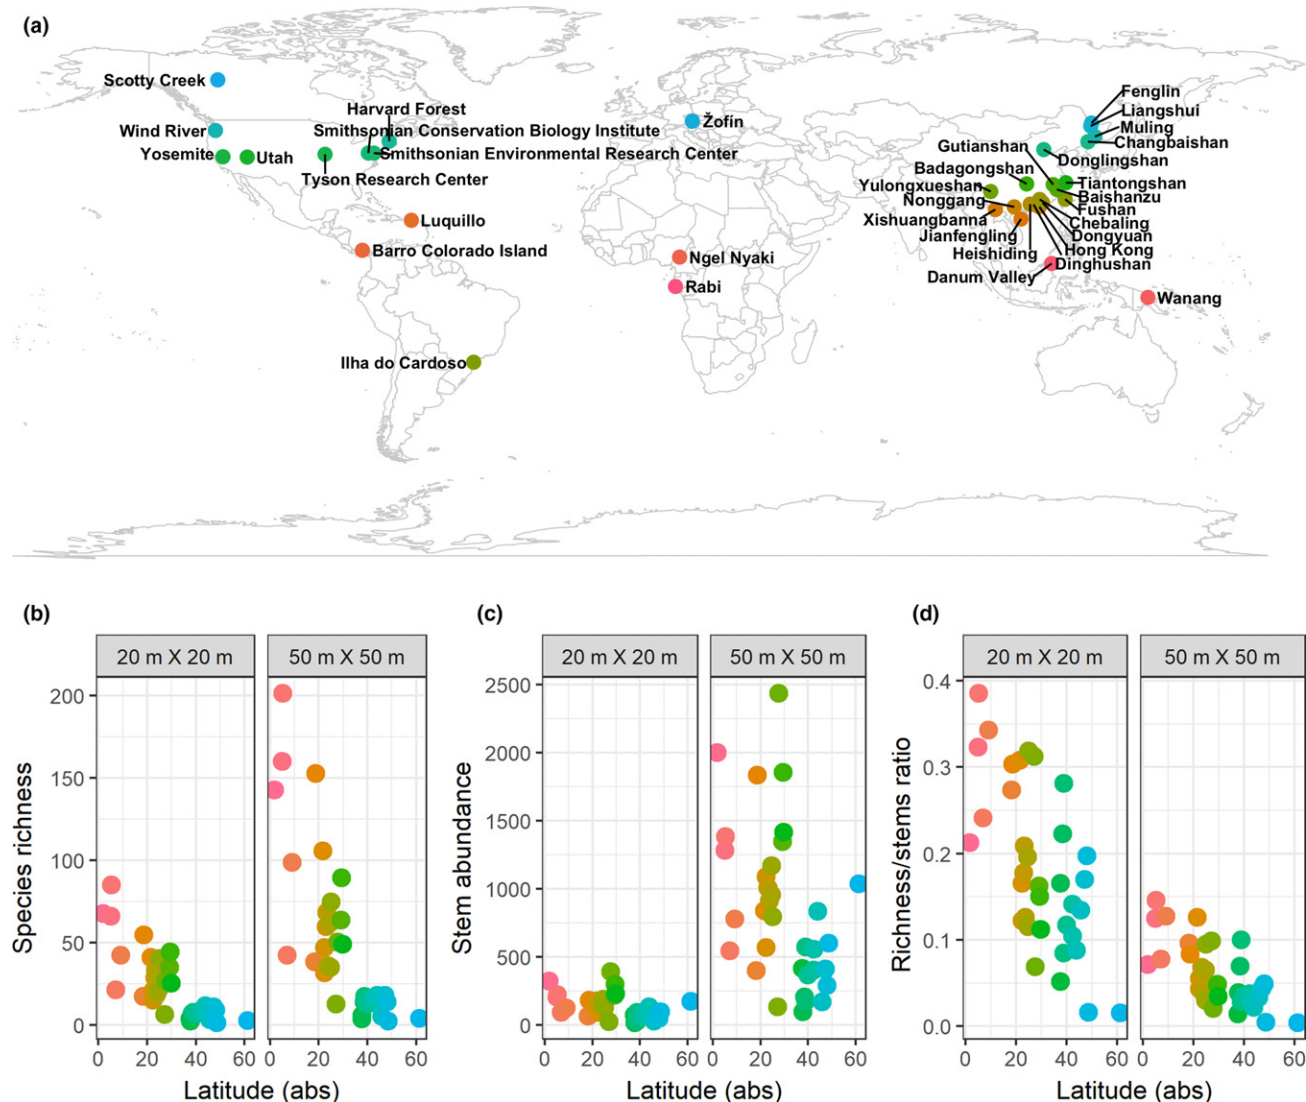 (a)
Scotty Creek
Wind River
Yosemite
Utah
Harvard Forest
Smithsonian Conservation Biology Institute
Smithsonian Environmental Research Center
Tyson Research Center
Luquillo
Barro Colorado Island
Ilha do Cardoso
Žofín
Ngel Nyaki
Rabi
Fenglin
Liangshui
Muling
Changbaishan
Gutianshan
Donglingshan
Badagongshan
Yulongxueshan
Tiantongshan
Nonggang
Baishanzu
Fushan
Xishuangbanna
Chebaling
Jianfengling
Dongyuan
Heishiding
Hong Kong
Danum Valley
Dinghushan
Wanang
(b)
20 m X 20 m
50 m X 50 m
Species richness
200
150
100
50
0
0 20 40 60
0 20 40 60
Latitude (abs)
(c)
20 m X 20 m
50 m X 50 m
Stem abundance
2500
2000
1500
1000
500
0
0 20 40 60
0 20 40 60
Latitude (abs)
(d)
20 m X 20 m
50 m X 50 m
Richness/stems ratio
0.4
0.3
0.2
0.1
0.0
0 20 40 60
0 20 40 60
Latitude (abs)